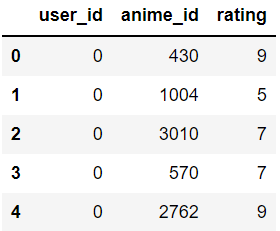 user_id anime_id rating
0 0 430 9
1 0 1004 5
2 0 3010 7
3 0 570 7
4 0 2762 9